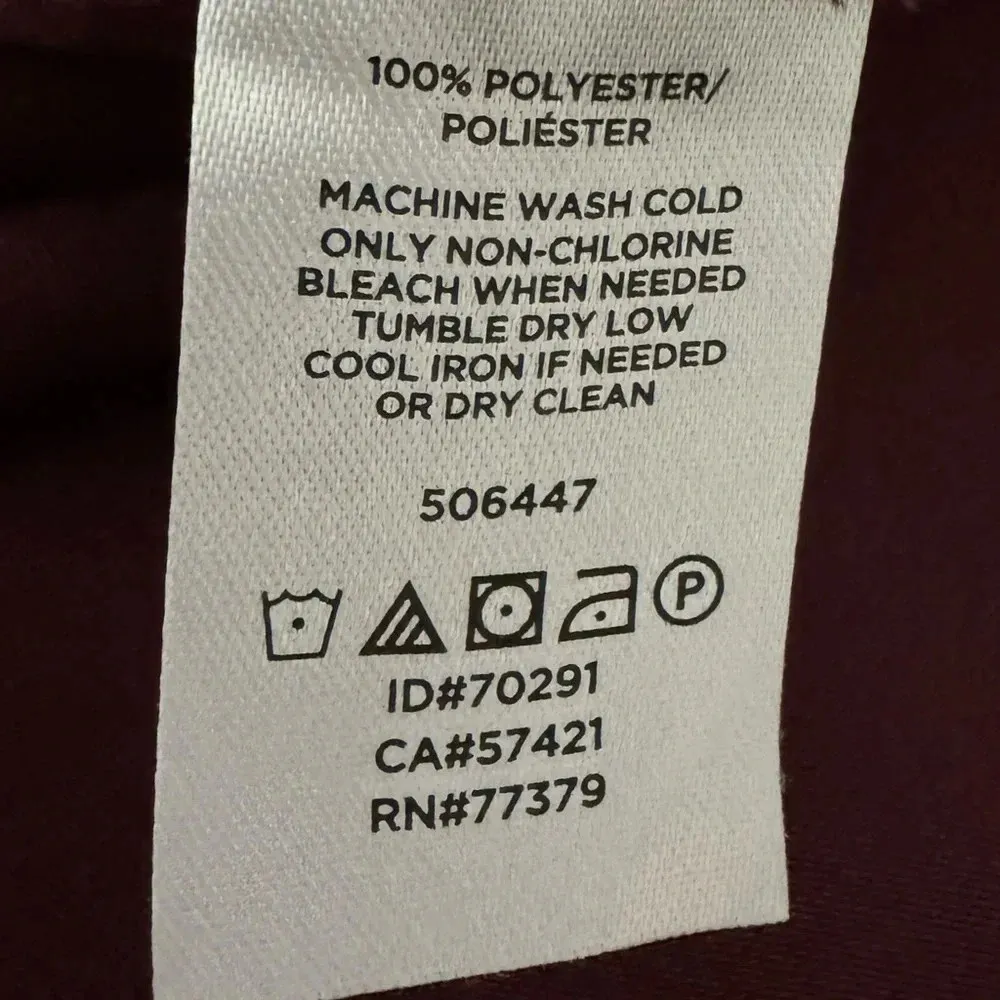 100% POLYESTER/
POLIÉSTER
MACHINE WASH COLD
ONLY NON-CHLORINE
BLEACH WHEN NEEDED
TUMBLE DRY LOW
COOL IRON IF NEEDED
OR DRY CLEAN
506447
P
ID#70291
CA#57421
RN#77379